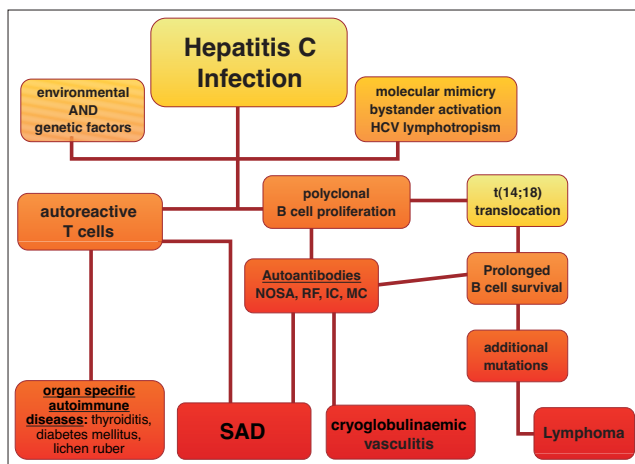 Hepatitis C
Infection
environmental
AND
genetic factors
molecular mimicry
bystander activation
HCV lymphotropism
autoreactive
T cells
polyclonal
B cell proliferation
t(14;18)
translocation
Autoantibodies
NOSA, RF, IC, MC
Prolonged
B cell survival
additional
mutations
organ specific
autoimmune
diseases: thyroiditis,
diabetes mellitus,
lichen ruber
SAD
cryoglobulinaemic
vasculitis
Lymphoma